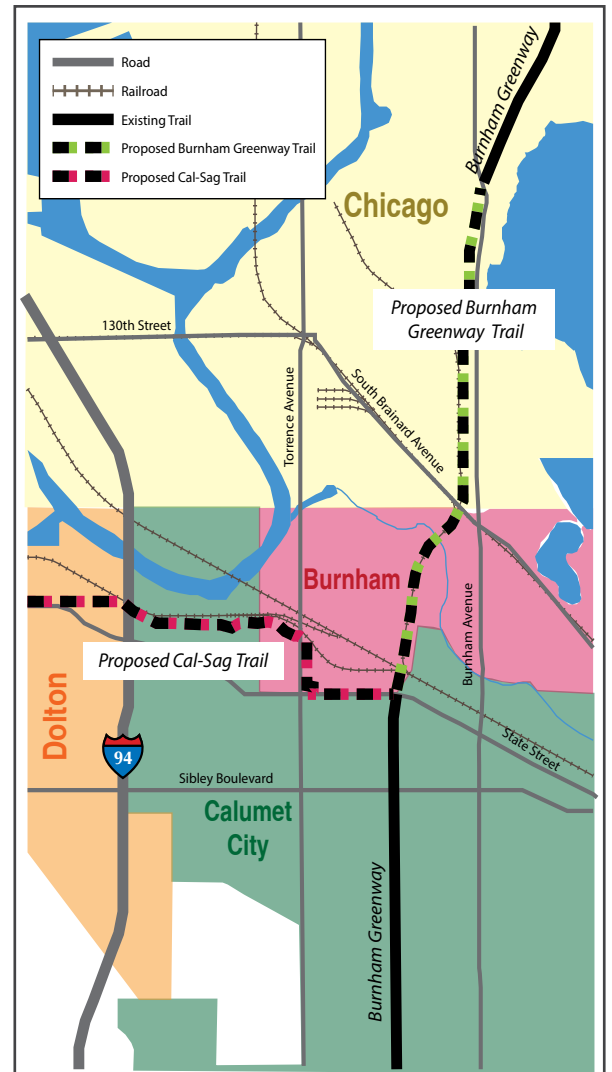 Road
Railroad
Existing Trail
Proposed Burnham Greenway Trail
Proposed Cal-Sag Trail
Burnham Greenway
Chicago
Proposed Burnham
Greenway Trail
130th Street
Torrence Avenue
South Brainard Avenue
Burnham
Burnham Avenue
Proposed Cal-Sag Trail
Dolton
State Street
94
Sibley Boulevard
Calumet
City
Burnham Greenway